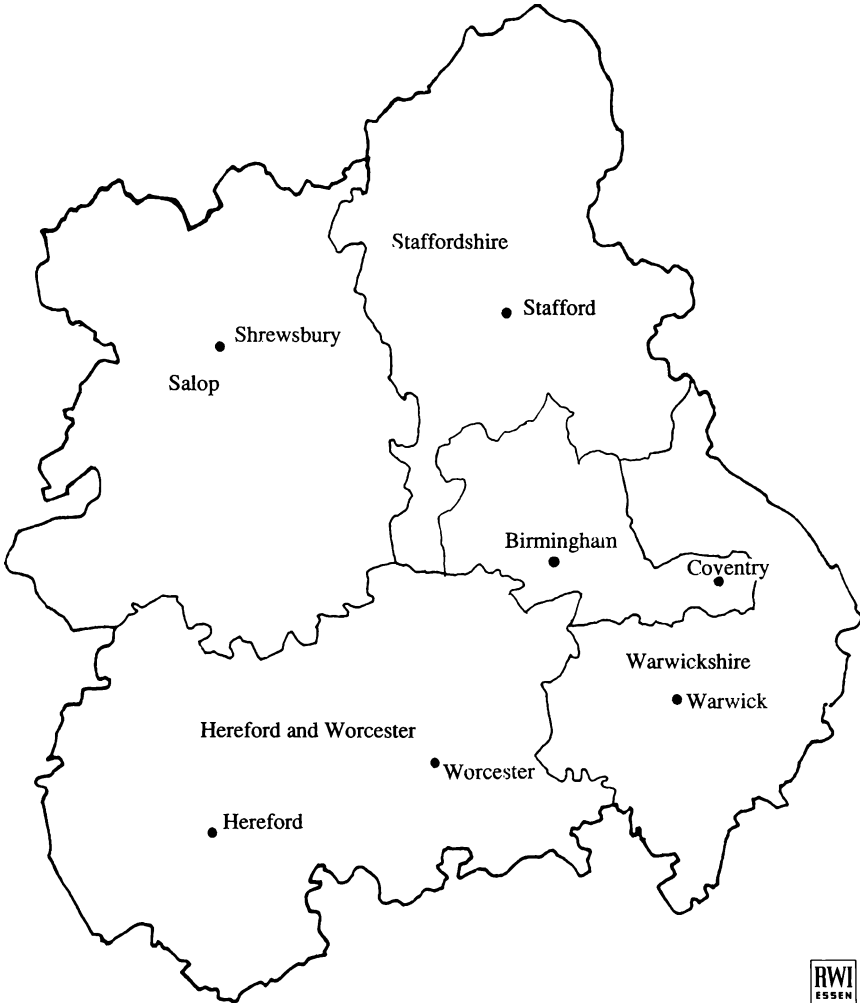 Staffordshire
Stafford
Shrewsbury
Salop
Birmingham
Coventry
Warwickshire
Warwick
Hereford and Worcester
Worcester
Hereford
RWI
ESSEN